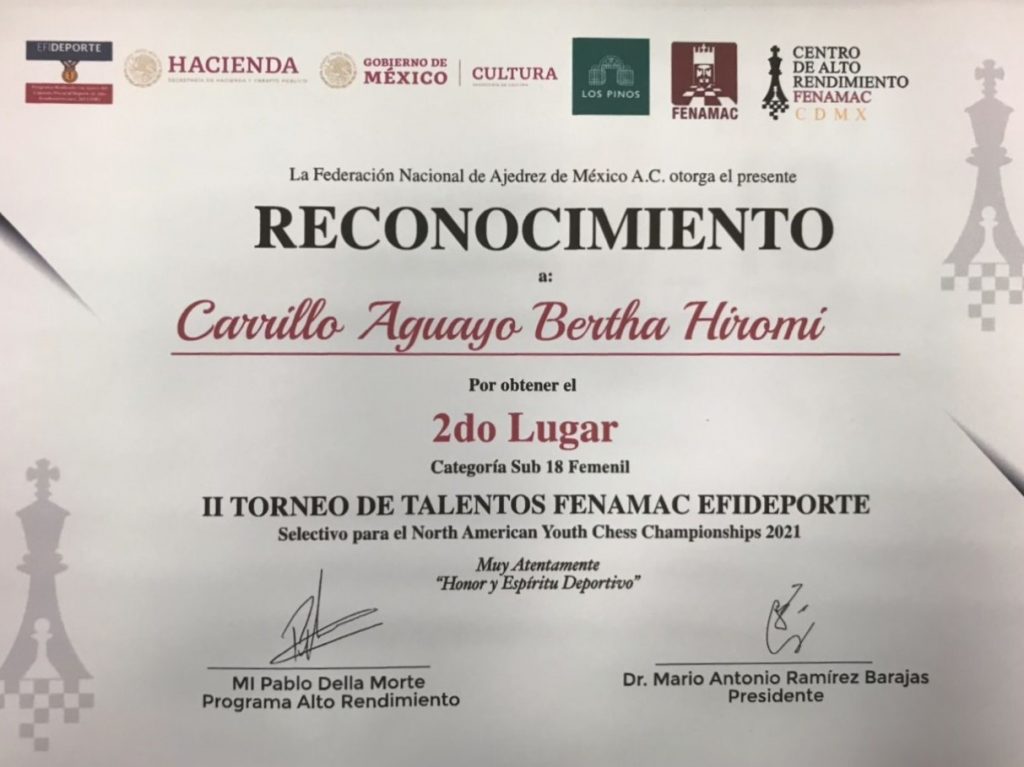 EFIDEPORTE
HACIENDA
SECRETARÍA DE HACIENDA Y CRÉDITO PÚBLICO
GOBIERNO DE
MÉXICO
CULTURA
SECRETARÍA DE CULTURA
LOS PINOS
FENAMAC
CENTRO
DE ALTO
RENDIMIENTO
FENAMAC
CDMX
La Federación Nacional de Ajedrez de México A.C. otorga el presente
RECONOCIMIENTO
a:
Carrillo Aguayo Bertha Hiromi
Por obtener el
2do Lugar
Categoría Sub 18 Femenil
II TORNEO DE TALENTOS FENAMAC EFIDEPORTE
Selectivo para el North American Youth Chess Championships 2021
Muy Atentamente
“Honor y Espíritu Deportivo”
MI Pablo Della Morte
Programa Alto Rendimiento
Dr. Mario Antonio Ramírez Barajas
Presidente